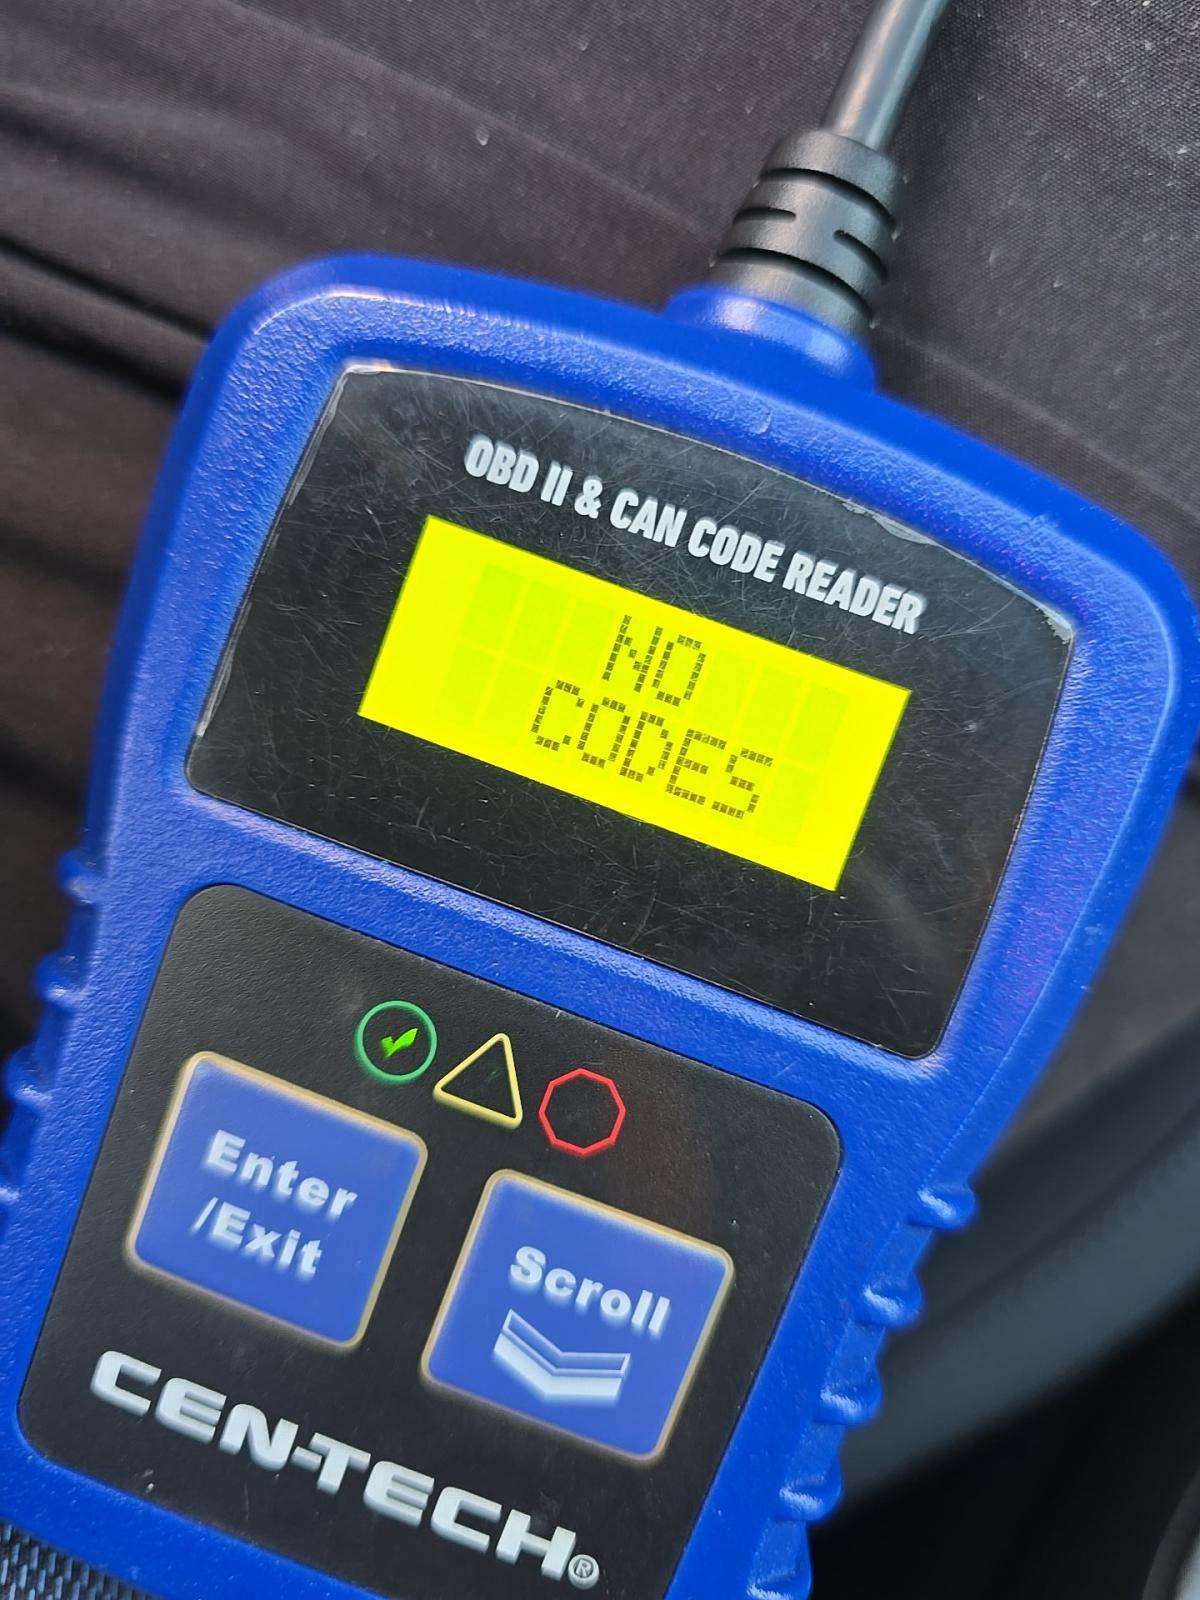 OBD II & CAN CODE READER
NO
CODES
Enter
/Exit
Scroll
CEN-TECH®